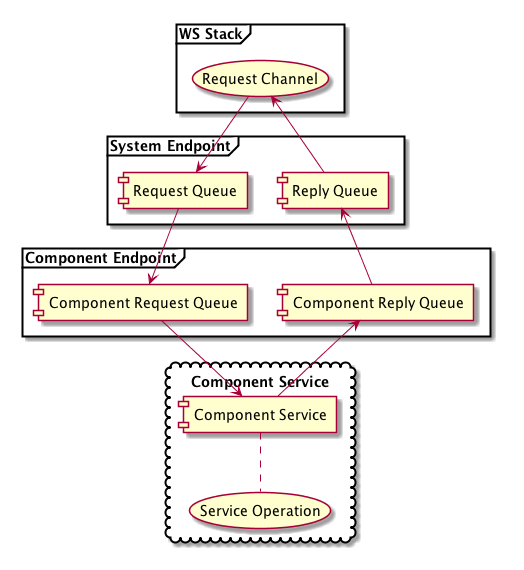 WS Stack
Request Channel
System Endpoint
Request Queue
Reply Queue
Component Endpoint
Component Request Queue
Component Reply Queue
Component Service
Component Service
Service Operation